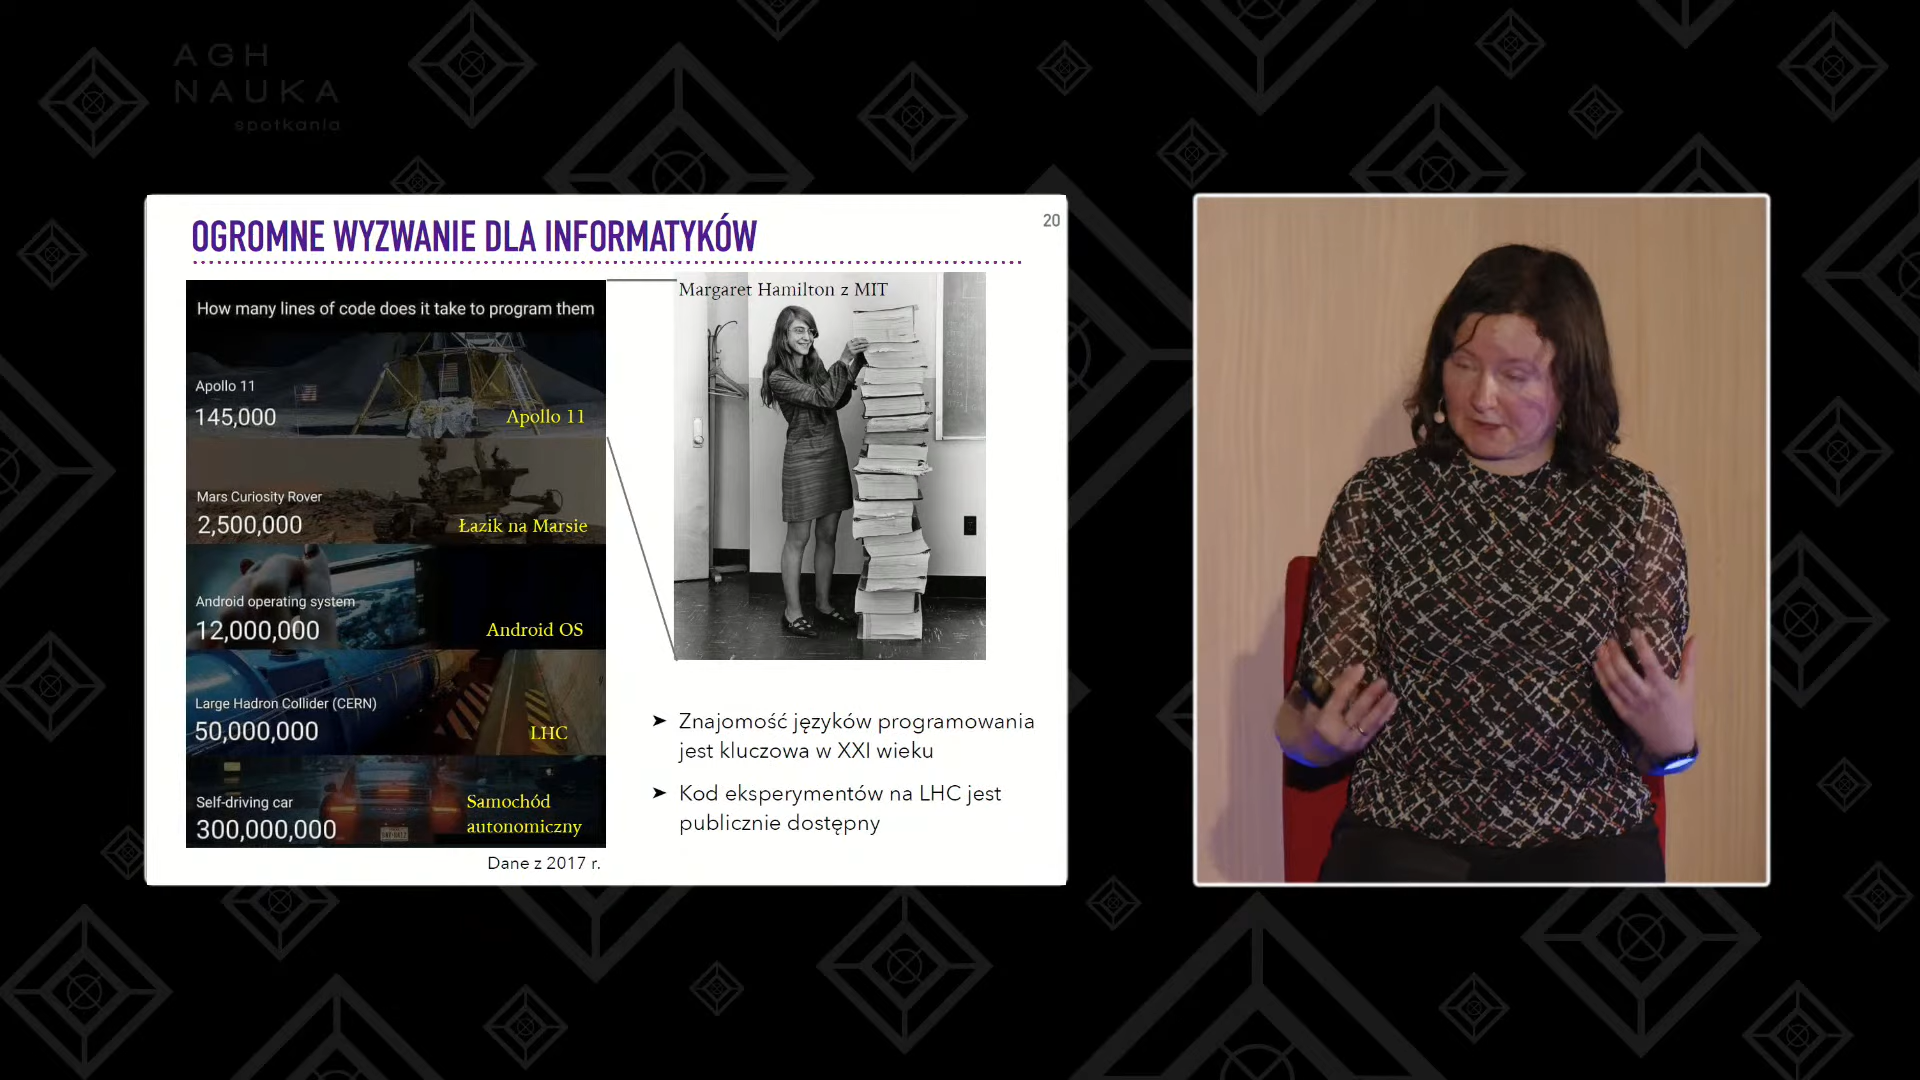 AGH
NAUKA
spotkania
OGROMNE WYZWANIE DLA INFORMATYKÓW
20
How many lines of code does it take to program them
Apollo 11
145,000
Apollo 11
Mars Curiosity Rover
2,500,000
Łazik na Marsie
Android operating system
12,000,000
Android OS
Large Hadron Collider (CERN)
50,000,000
LHC
Self-driving car
300,000,000
Samochód
autonomiczny
Dane z 2017 r.
Margaret Hamilton z MIT
➤ Znajomość języków programowania
jest kluczowa w XXI wieku
➤ Kod eksperymentów na LHC jest
publicznie dostępny